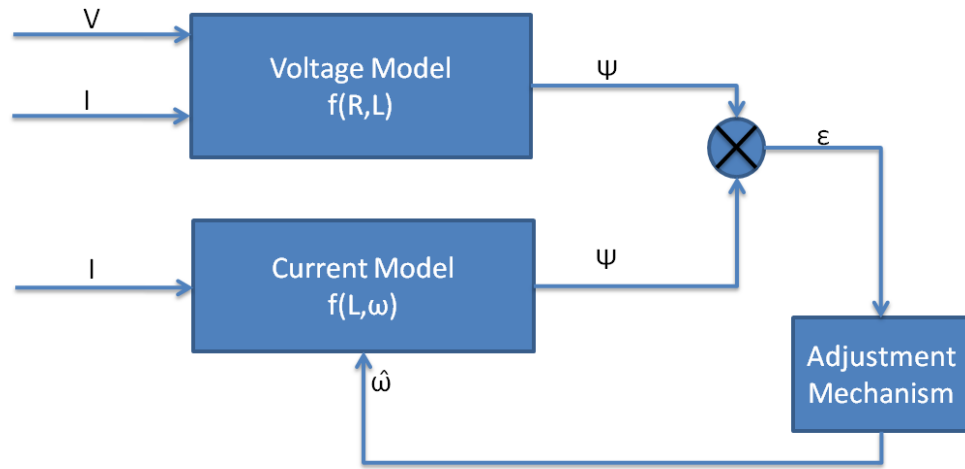 V
I
Voltage Model
f(R,L)
Ψ
ε
I
Current Model
f(L,ω)
Ψ
Adjustment
Mechanism
ω̂